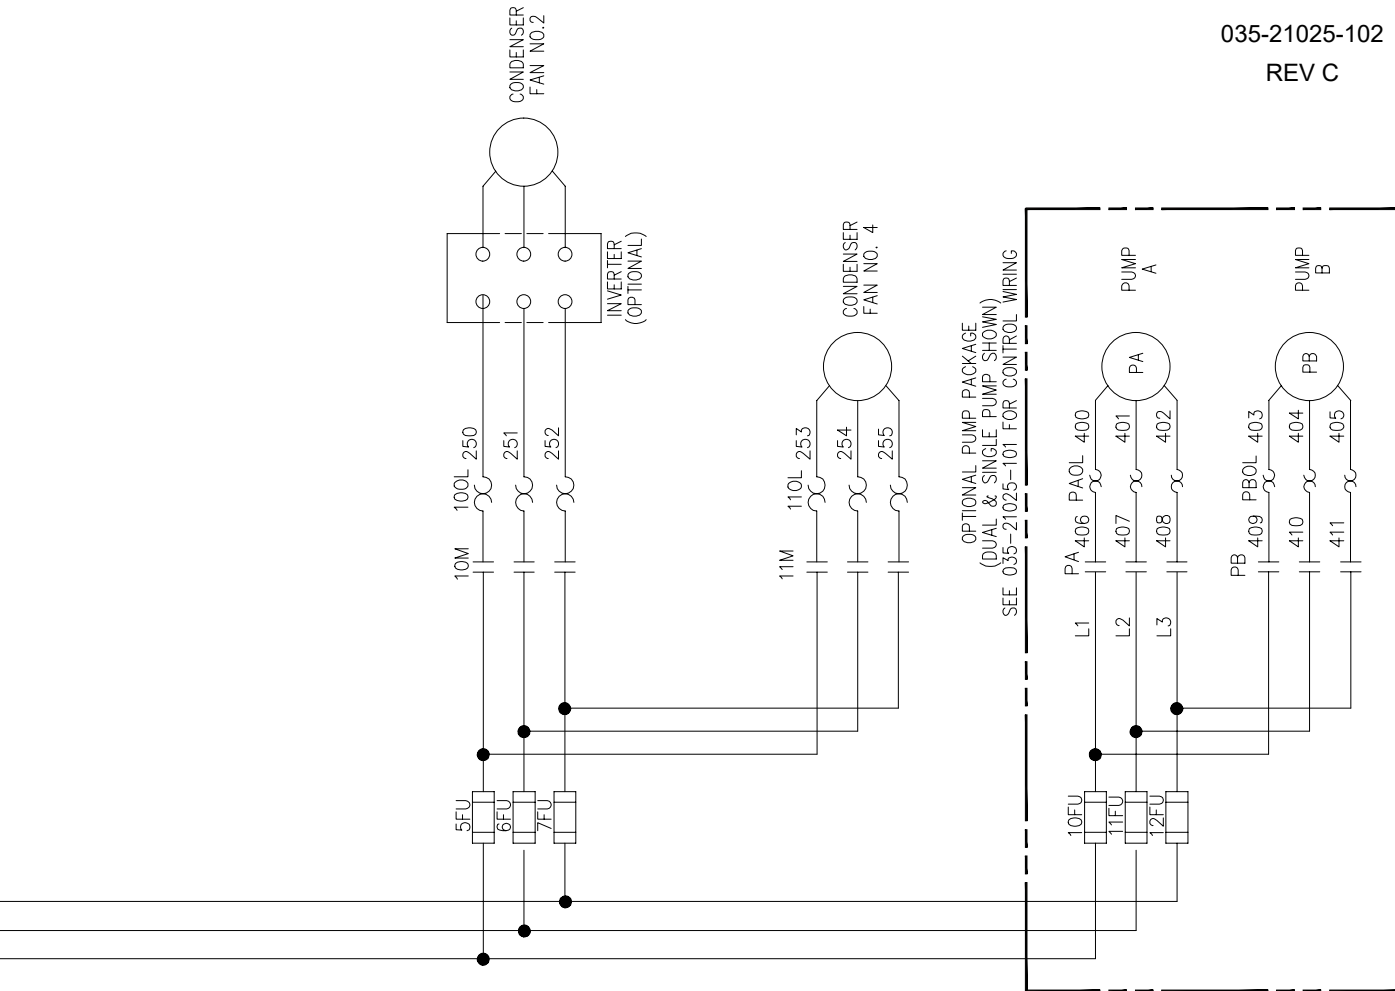 035-21025-102
REV C
CONDENSER
FAN NO.2
INVERTER
(OPTIONAL)
10OL 250
251
252
10M
5FU
6FU
7FU
CONDENSER
FAN NO. 4
11OL 253
254
255
11M
OPTIONAL PUMP PACKAGE
(DUAL & SINGLE PUMP SHOWN)
SEE 035-21025-101 FOR CONTROL WIRING
PUMP
A
PA
PA 406 PAOL 400
407 401
408 402
L1
L2
L3
10FU
11FU
12FU
PUMP
B
PB
PB 409 PBOL 403
410 404
411 405